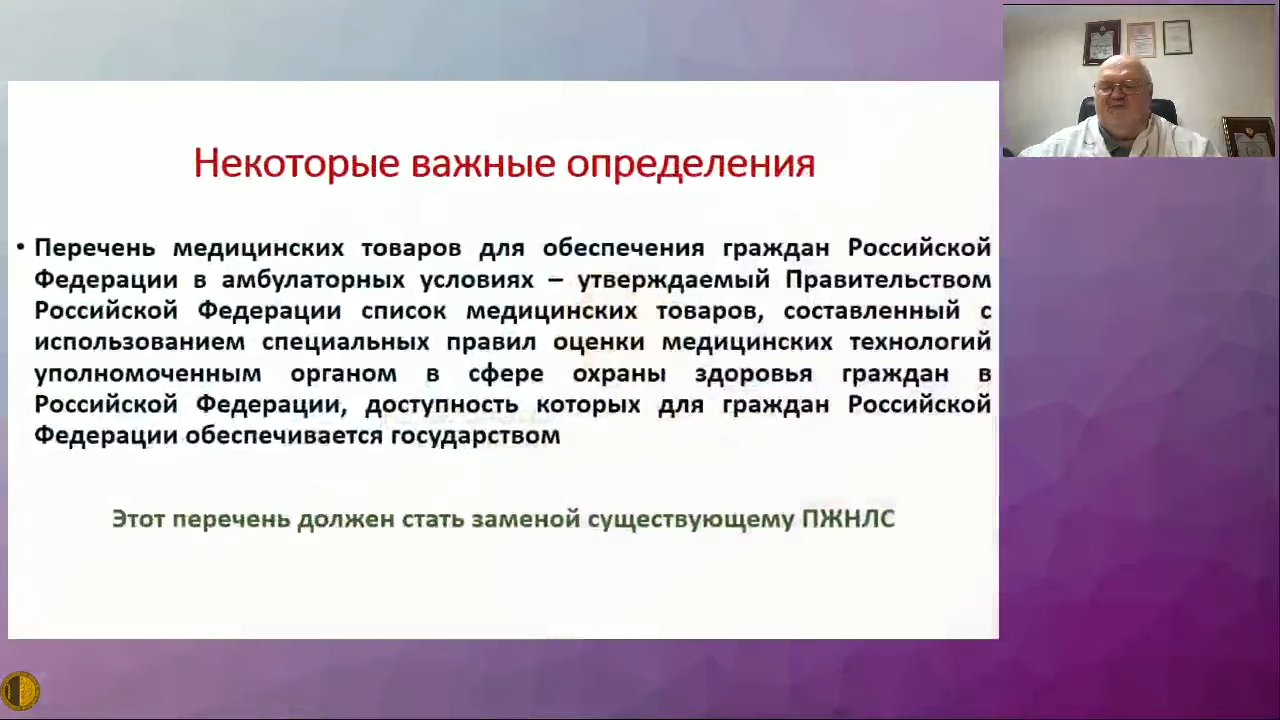 Некоторые важные определения
• Перечень медицинских товаров для обеспечения граждан Российской
Федерации в амбулаторных условиях – утверждаемый Правительством
Российской Федерации список медицинских товаров, составленный с
использованием специальных правил оценки медицинских технологий
уполномоченным органом в сфере охраны здоровья граждан в
Российской Федерации, доступность которых для граждан Российской
Федерации обеспечивается государством
Этот перечень должен стать заменой существующему ПЖНЛС